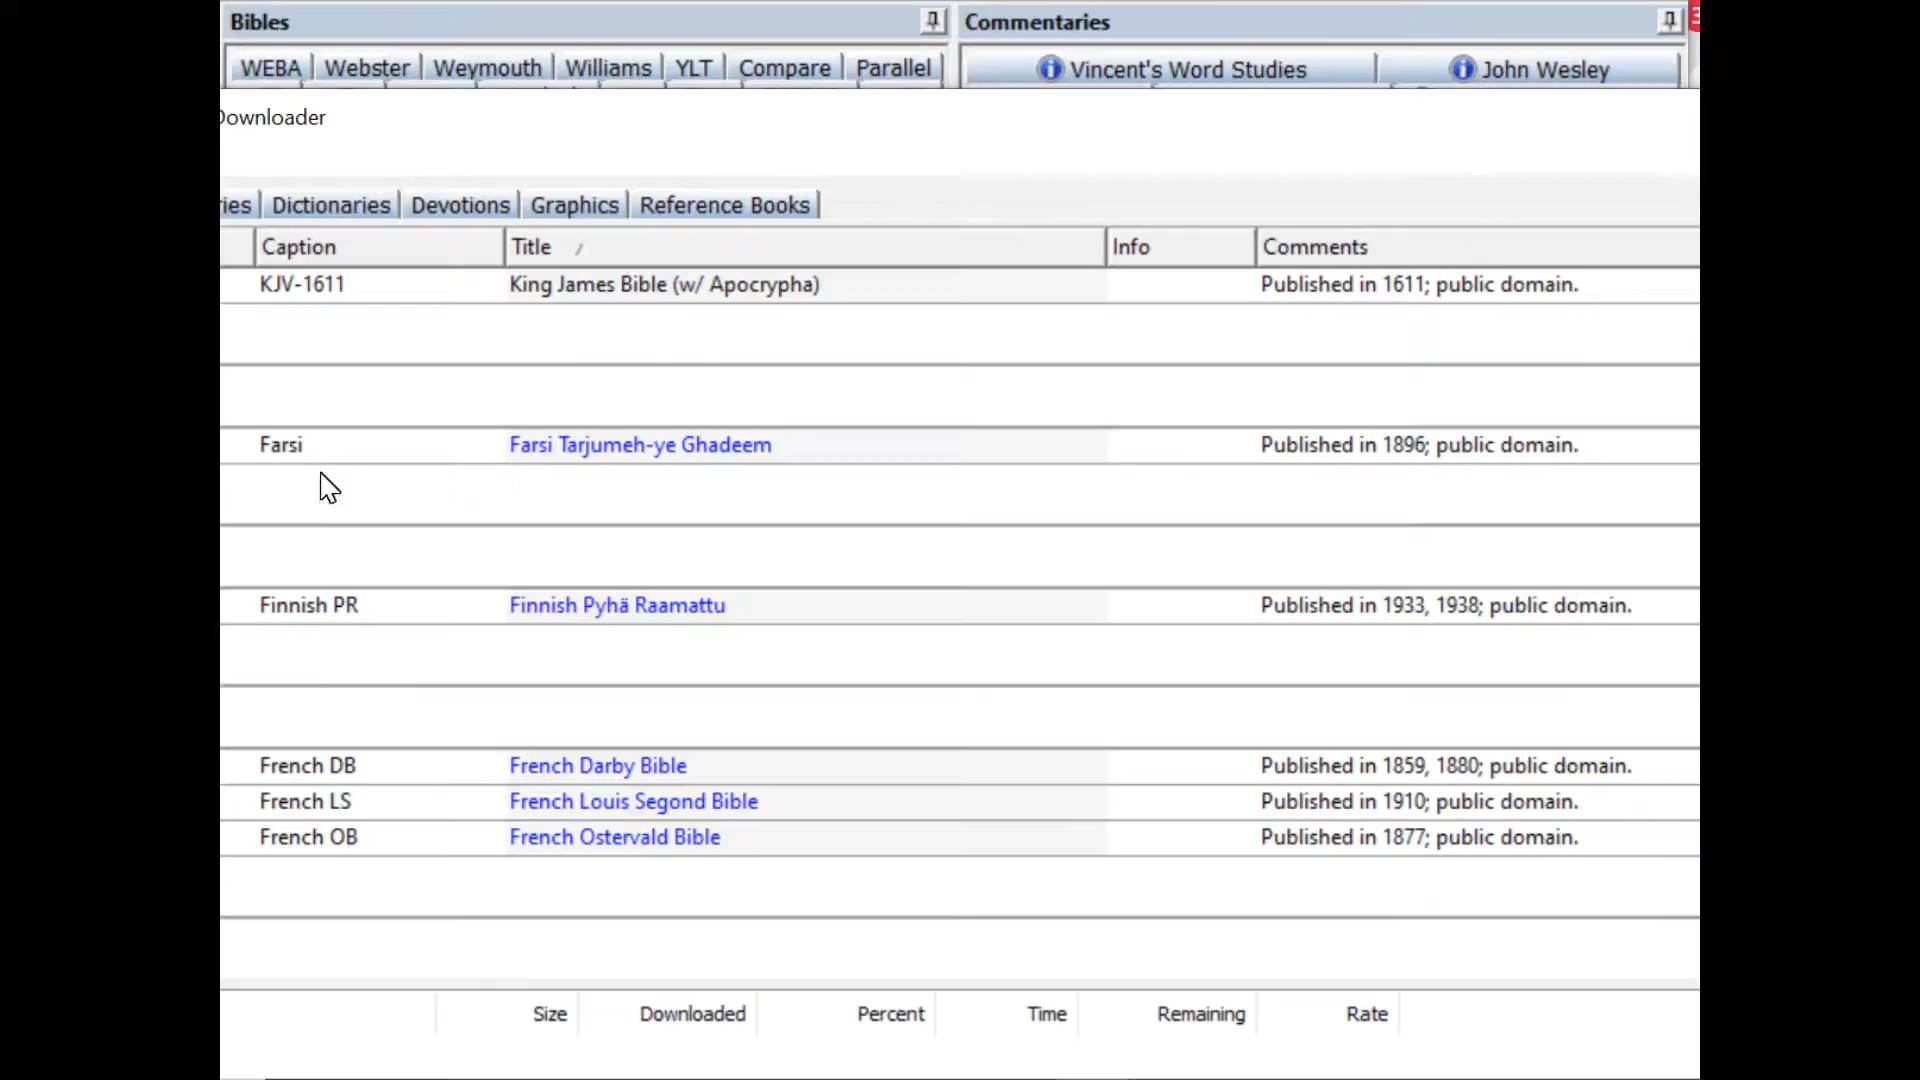 Bibles
Commentaries
WEBA Webster Weymouth Williams YLT Compare Parallel
Vincent's Word Studies John Wesley
Downloader
ries Dictionaries Devotions Graphics Reference Books
Caption Title Info Comments
KJV-1611 King James Bible (w/ Apocrypha) Published in 1611; public domain.
Farsi Farsi Tarjumeh-ye Ghadeem Published in 1896; public domain.
Finnish PR Finnish Pyhä Raamattu Published in 1933, 1938; public domain.
French DB French Darby Bible Published in 1859, 1880; public domain.
French LS French Louis Segond Bible Published in 1910; public domain.
French OB French Ostervald Bible Published in 1877; public domain.
Size Downloaded Percent Time Remaining Rate